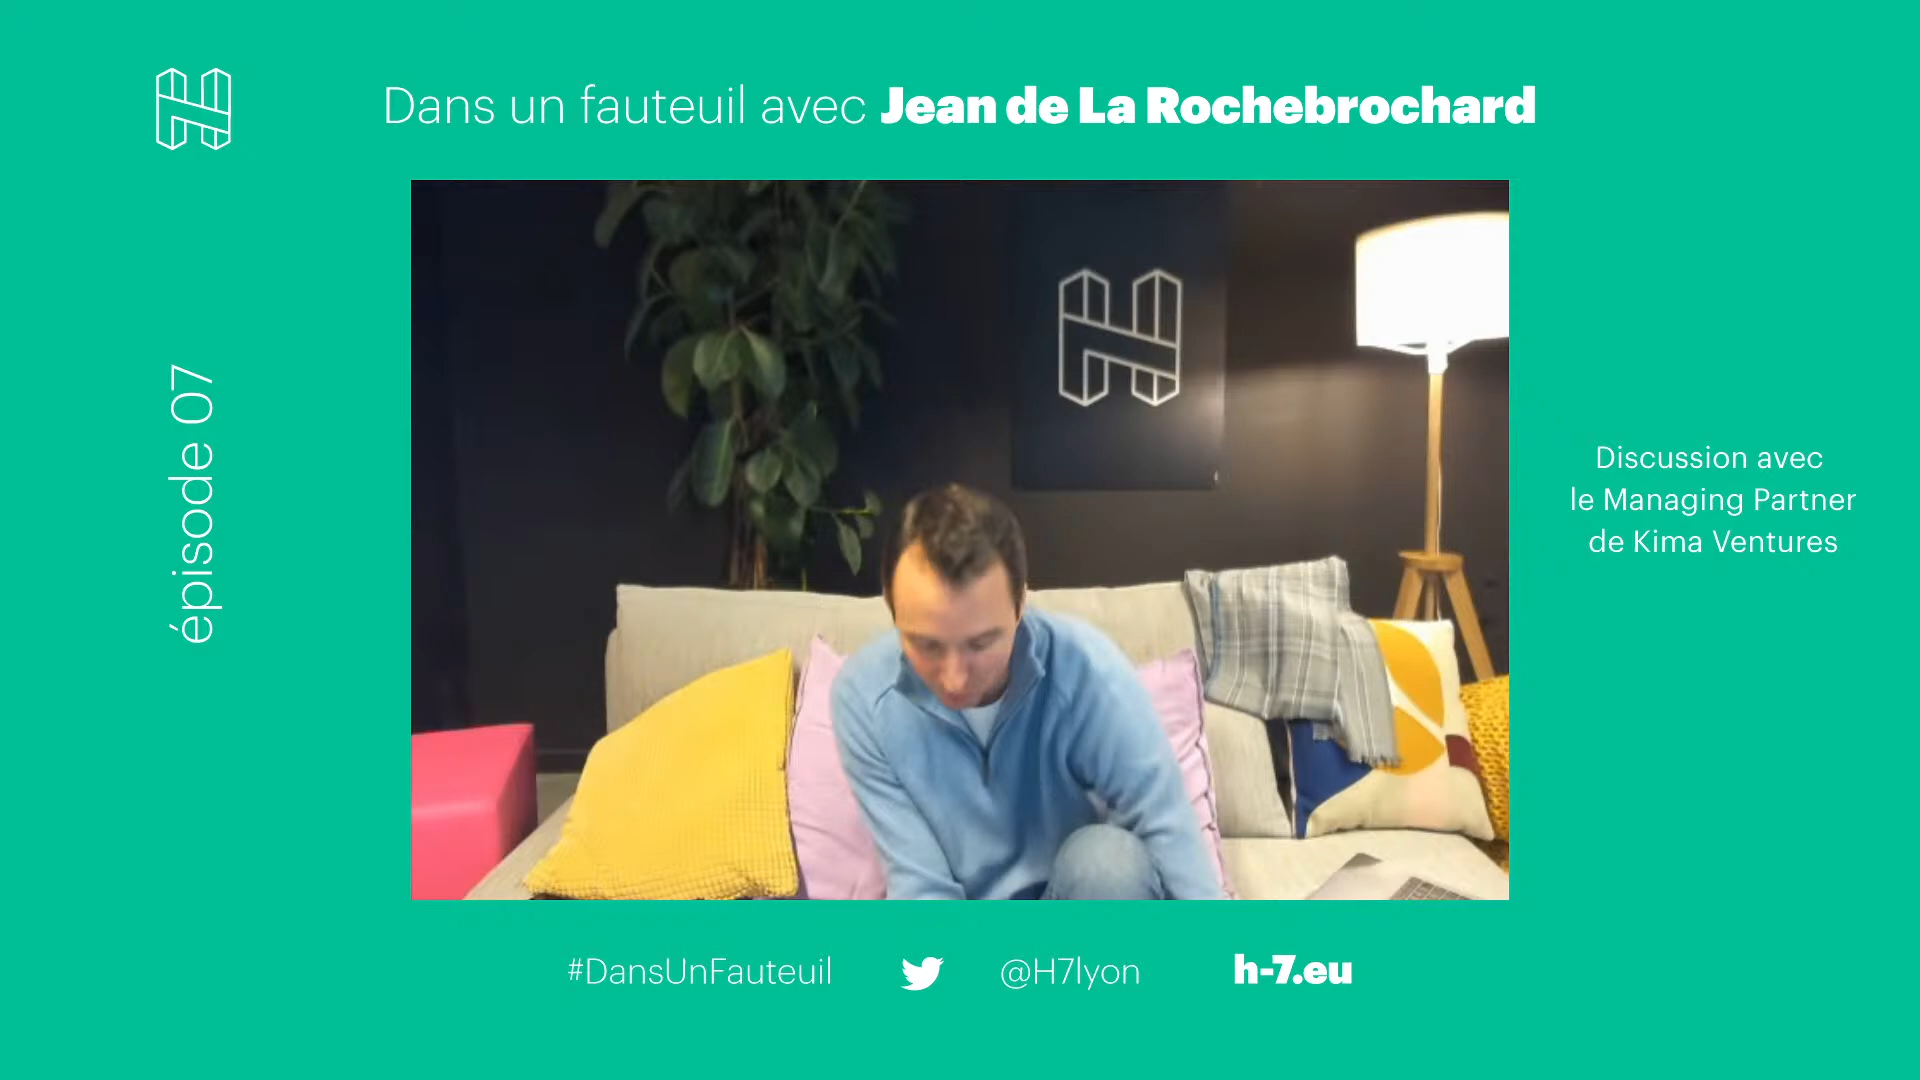 Dans un fauteuil avec Jean de La Rochebrochard
épisode 07
Discussion avec
le Managing Partner
de Kima Ventures
#DansUnFauteuil @H7lyon h-7.eu